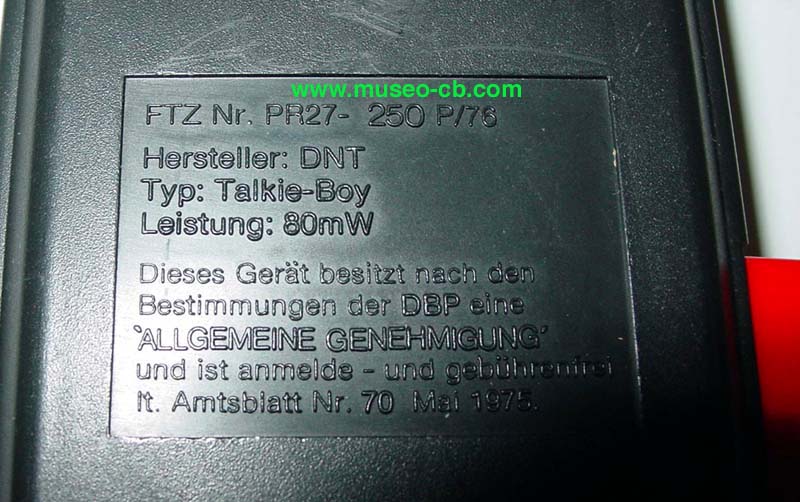 www.museo-cb.com
FTZ Nr. PR27- 250 P/76
Hersteller: DNT
Typ: Talkie-Boy
Leistung: 80mW
Dieses Gerät besitzt nach den
Bestimmungen der DBP eine
'ALLGEMEINE GENEHMIGUNG'
und ist anmelde - und gebührenfrei
lt. Amtsblatt Nr. 70 Mai 1975.